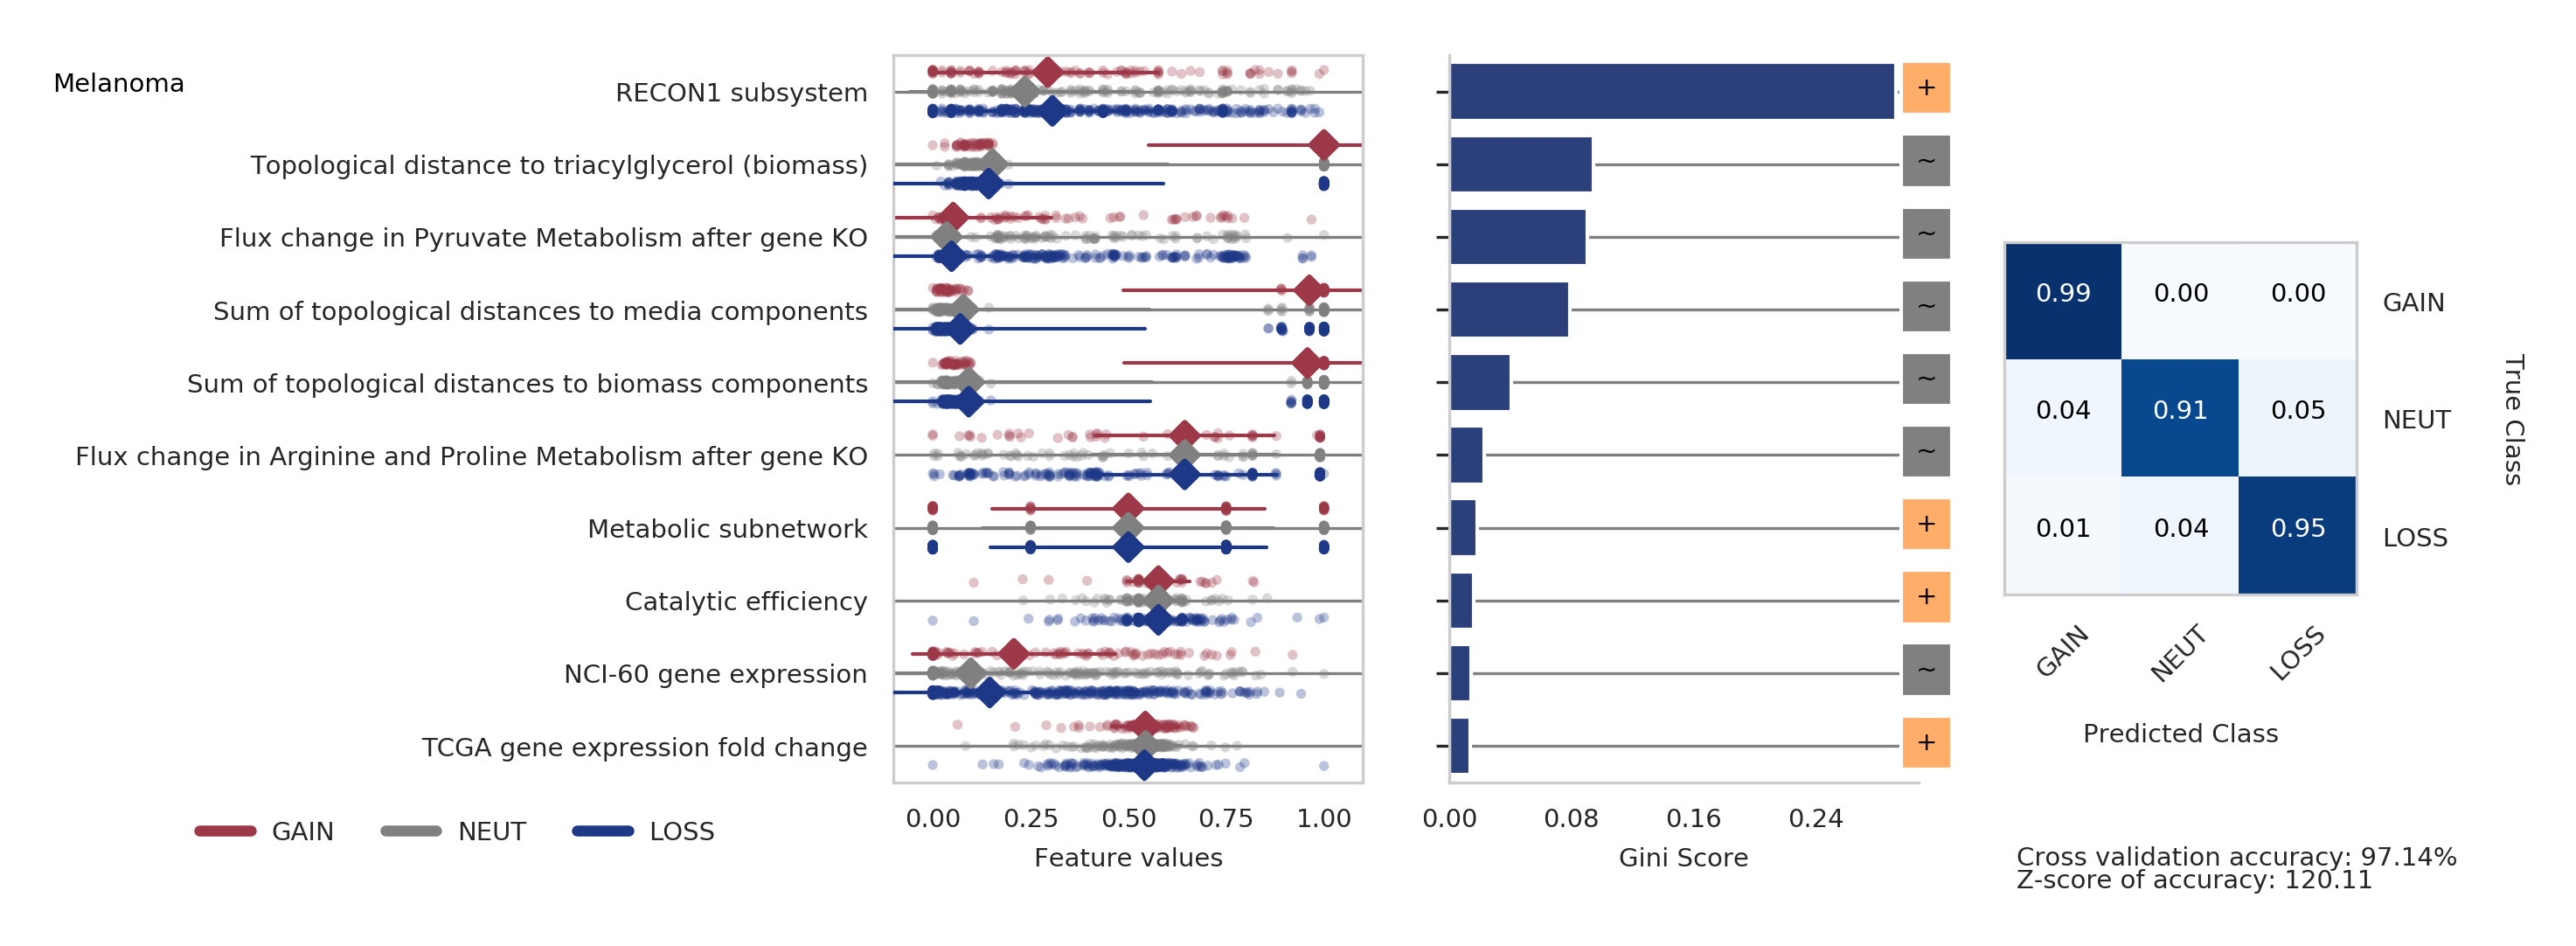 Melanoma
RECON1 subsystem
Topological distance to triacylglycerol (biomass)
Flux change in Pyruvate Metabolism after gene KO
Sum of topological distances to media components
Sum of topological distances to biomass components
Flux change in Arginine and Proline Metabolism after gene KO
Metabolic subnetwork
Catalytic efficiency
NCI-60 gene expression
TCGA gene expression fold change
GAIN NEUT LOSS
0.00 0.25 0.50 0.75 1.00
Feature values
+
~
~
~
~
~
+
+
~
+
0.00 0.08 0.16 0.24
Gini Score
0.99 0.00 0.00 GAIN
0.04 0.91 0.05 NEUT
0.01 0.04 0.95 LOSS
True Class
GAIN NEUT LOSS
Predicted Class
Cross validation accuracy: 97.14%
Z-score of accuracy: 120.11